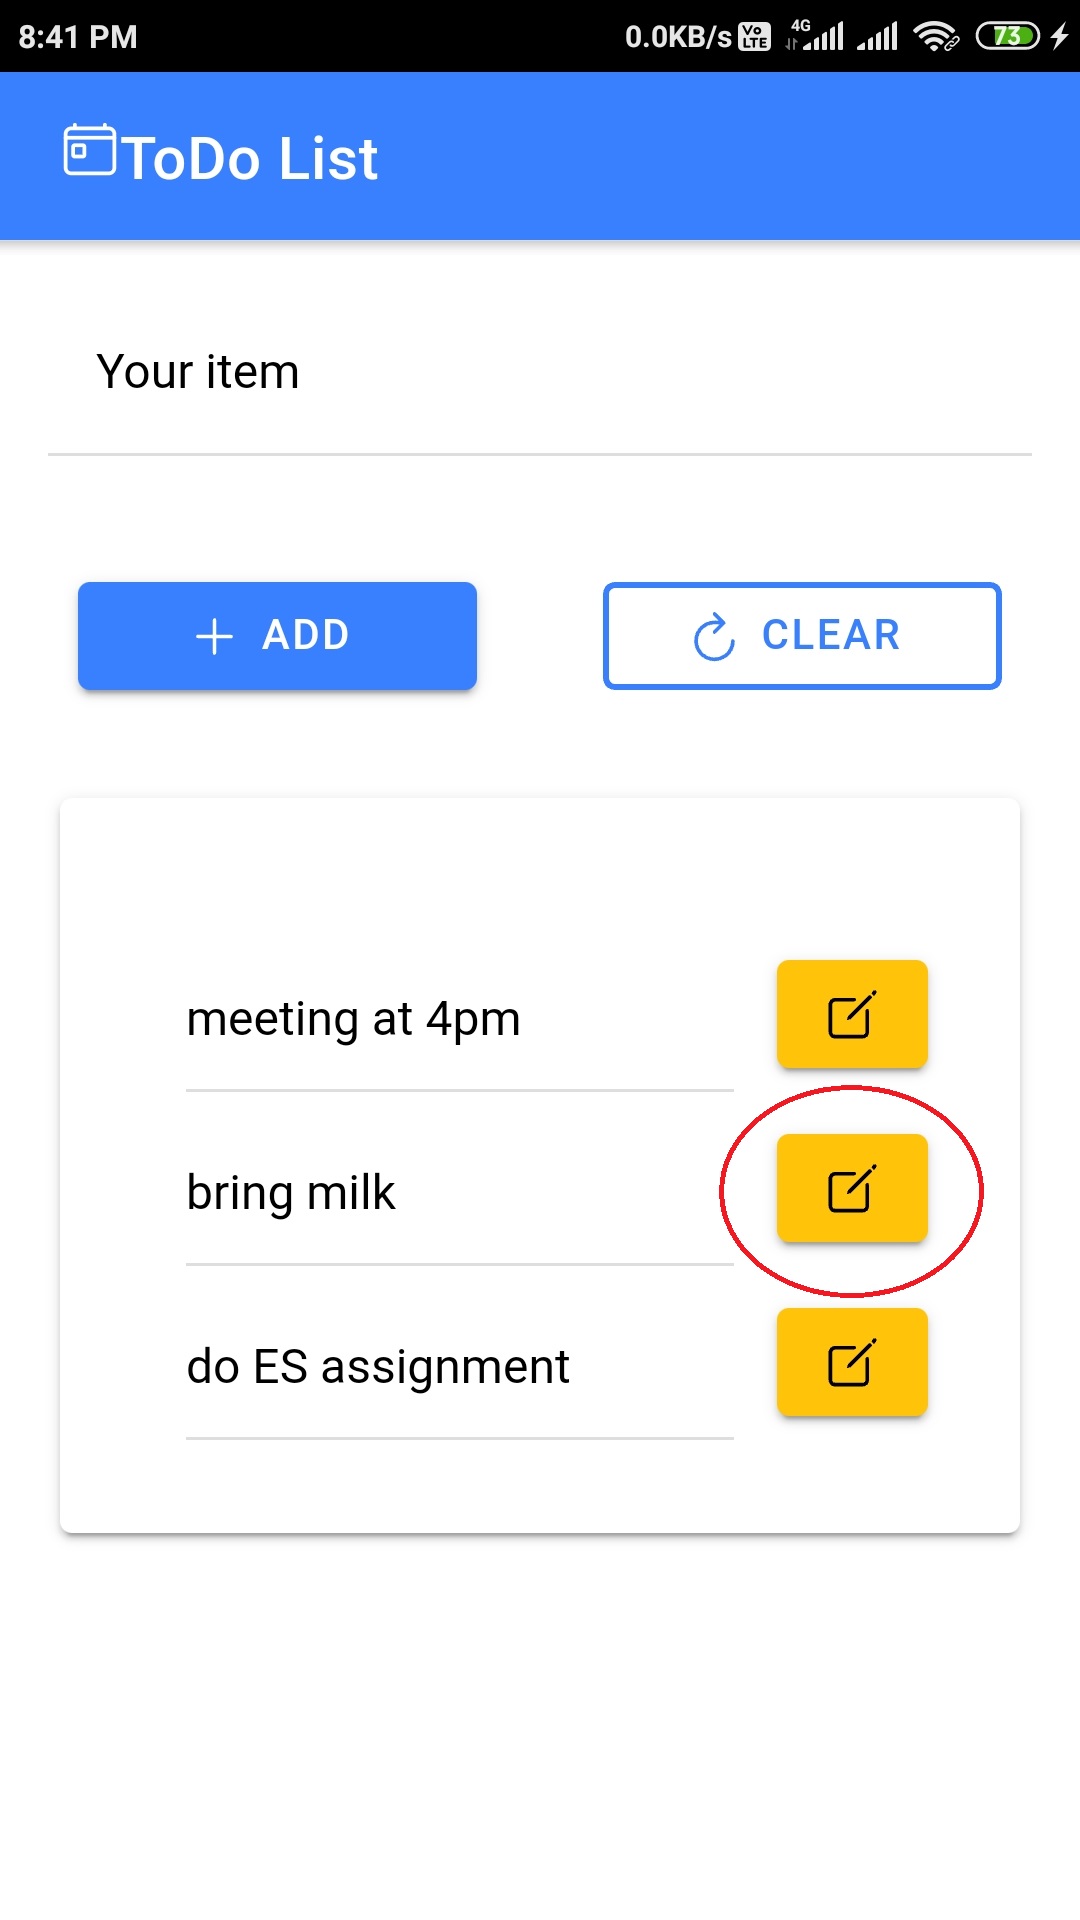 8:41 PM 0.0KB/s Vo LTE 4G 73
ToDo List
Your item
ADD CLEAR
meeting at 4pm
bring milk
do ES assignment